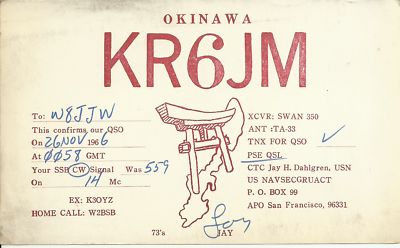 OKINAWA
KR6JM
To: W8JJW
This confirms our QSO
On 26 NOV 1966
At 0058 GMT
Your SSB CW Signal Was 559
On 14 Mc
EX: K3OYZ
HOME CALL: W2BSB
XCVR: SWAN 350
ANT :TA-33
TNX FOR QSO ✓
PSE QSL
CTC Jay H. Dahlgren, USN
US NAVSECGRUACT
P. O. BOX 99
APO San Francisco, 96331
Jay
73's JAY